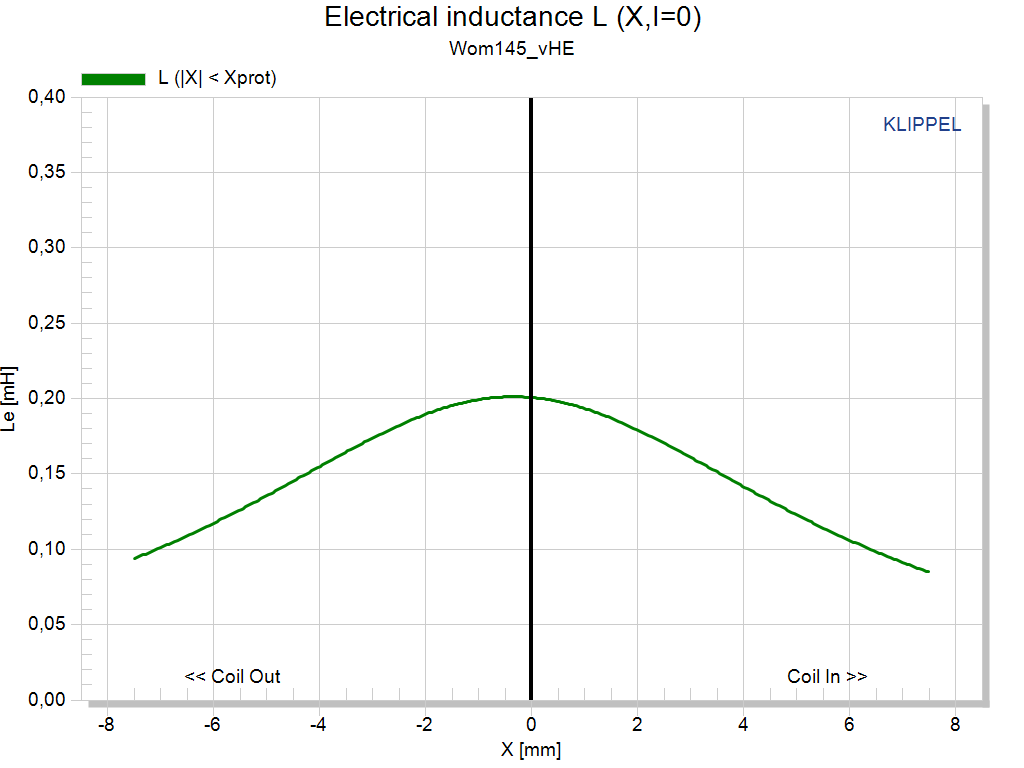 Electrical inductance L (X,I=0)
Wom145_vHE
L (|X| < Xprot)
KLIPPEL
0,40
0,35
0,30
0,25
0,20
0,15
0,10
0,05
0,00
Le [mH]
<< Coil Out
Coil In >>
-8 -6 -4 -2 0 2 4 6 8
X [mm]